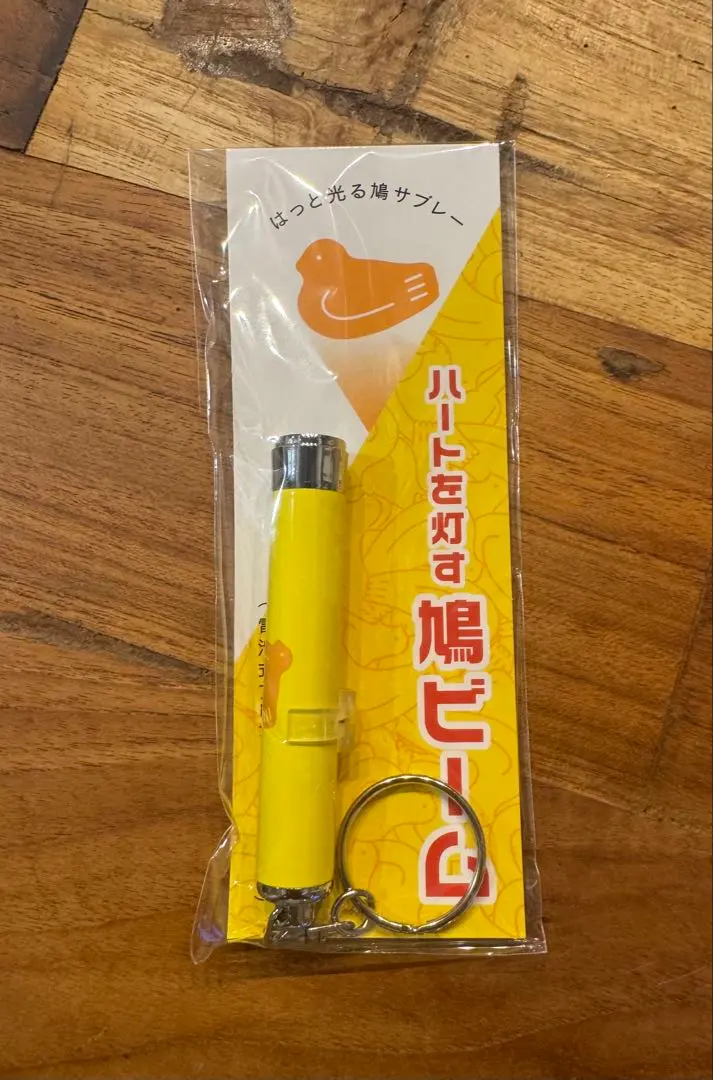 はっと光る鳩サブレー
ハートを灯す
鳩ビーム